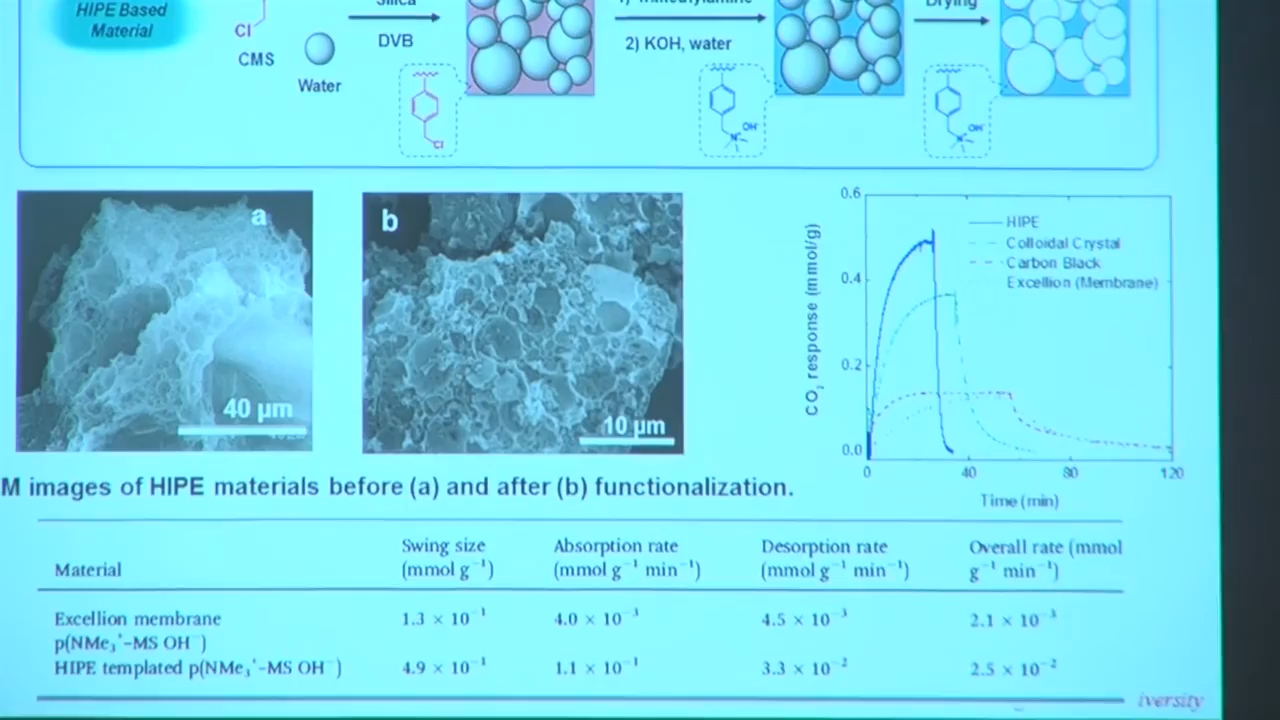 HIPE Based
Material
Cl
CMS
Water
Silica
DVB
Cl
2) KOH, water
OH
N
Drying
OH
N
a
40 μm
b
10 μm
0.6
0.4
0.2
0.0
CO₂ response (mmol/g)
HIPE
Colloidal Crystal
Carbon Black
Excellion (Membrane)
0 40 80 120
Time (min)
M images of HIPE materials before (a) and after (b) functionalization.
Material Swing size (mmol g⁻¹) Absorption rate (mmol g⁻¹ min⁻¹) Desorption rate (mmol g⁻¹ min⁻¹) Overall rate (mmol g⁻¹ min⁻¹)
Excellion membrane 1.3 × 10⁻¹ 4.0 × 10⁻³ 4.5 × 10⁻³ 2.1 × 10⁻³
p(NMe₃⁺-MS OH⁻)
HIPE templated p(NMe₃⁺-MS OH⁻) 4.9 × 10⁻¹ 1.1 × 10⁻¹ 3.3 × 10⁻² 2.5 × 10⁻²
iversity